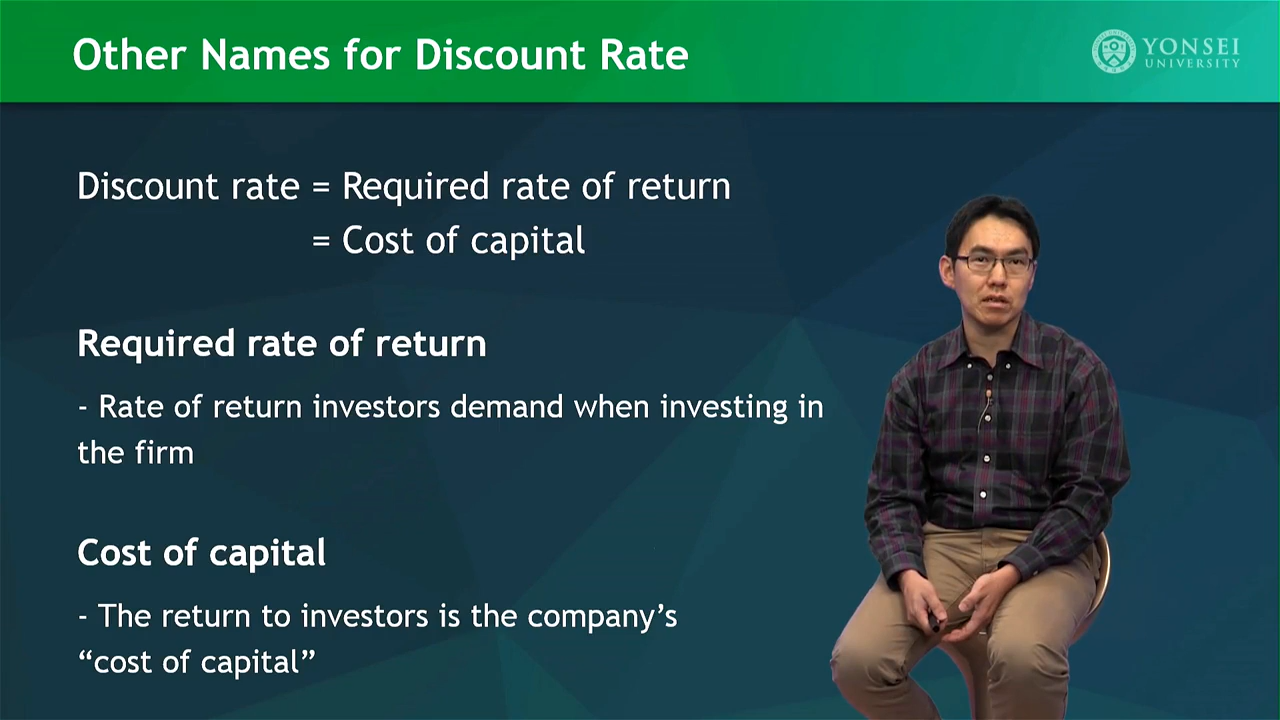 Other Names for Discount Rate
YONSEI
UNIVERSITY
Discount rate = Required rate of return
= Cost of capital
Required rate of return
- Rate of return investors demand when investing in
the firm
Cost of capital
- The return to investors is the company’s
“cost of capital”